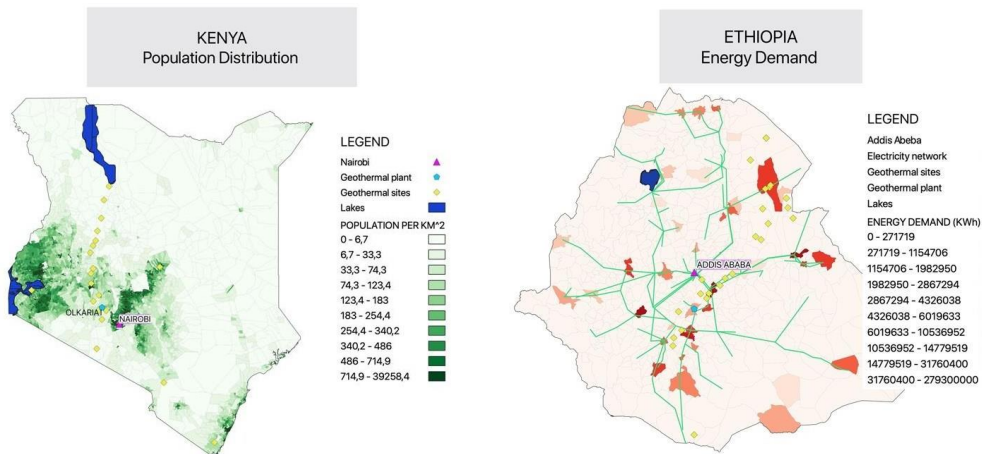 KENYA
Population Distribution
LEGEND
Nairobi
Geothermal plant
Geothermal sites
Lakes
POPULATION PER KM^2
0 - 6,7
6,7 - 33,3
33,3 - 74,3
74,3 - 123,4
123,4 - 183
183 - 254,4
254,4 - 340,2
340,2 - 486
486 - 714,9
714,9 - 39258,4
OLKARIA1
NAIROBI
ETHIOPIA
Energy Demand
ADDIS ABABA
LEGEND
Addis Abeba
Electricity network
Geothermal sites
Geothermal plant
Lakes
ENERGY DEMAND (KWh)
0 - 271719
271719 - 1154706
1154706 - 1982950
1982950 - 2867294
2867294 - 4326038
4326038 - 6019633
6019633 - 10536952
10536952 - 14779519
14779519 - 31760400
31760400 - 279300000